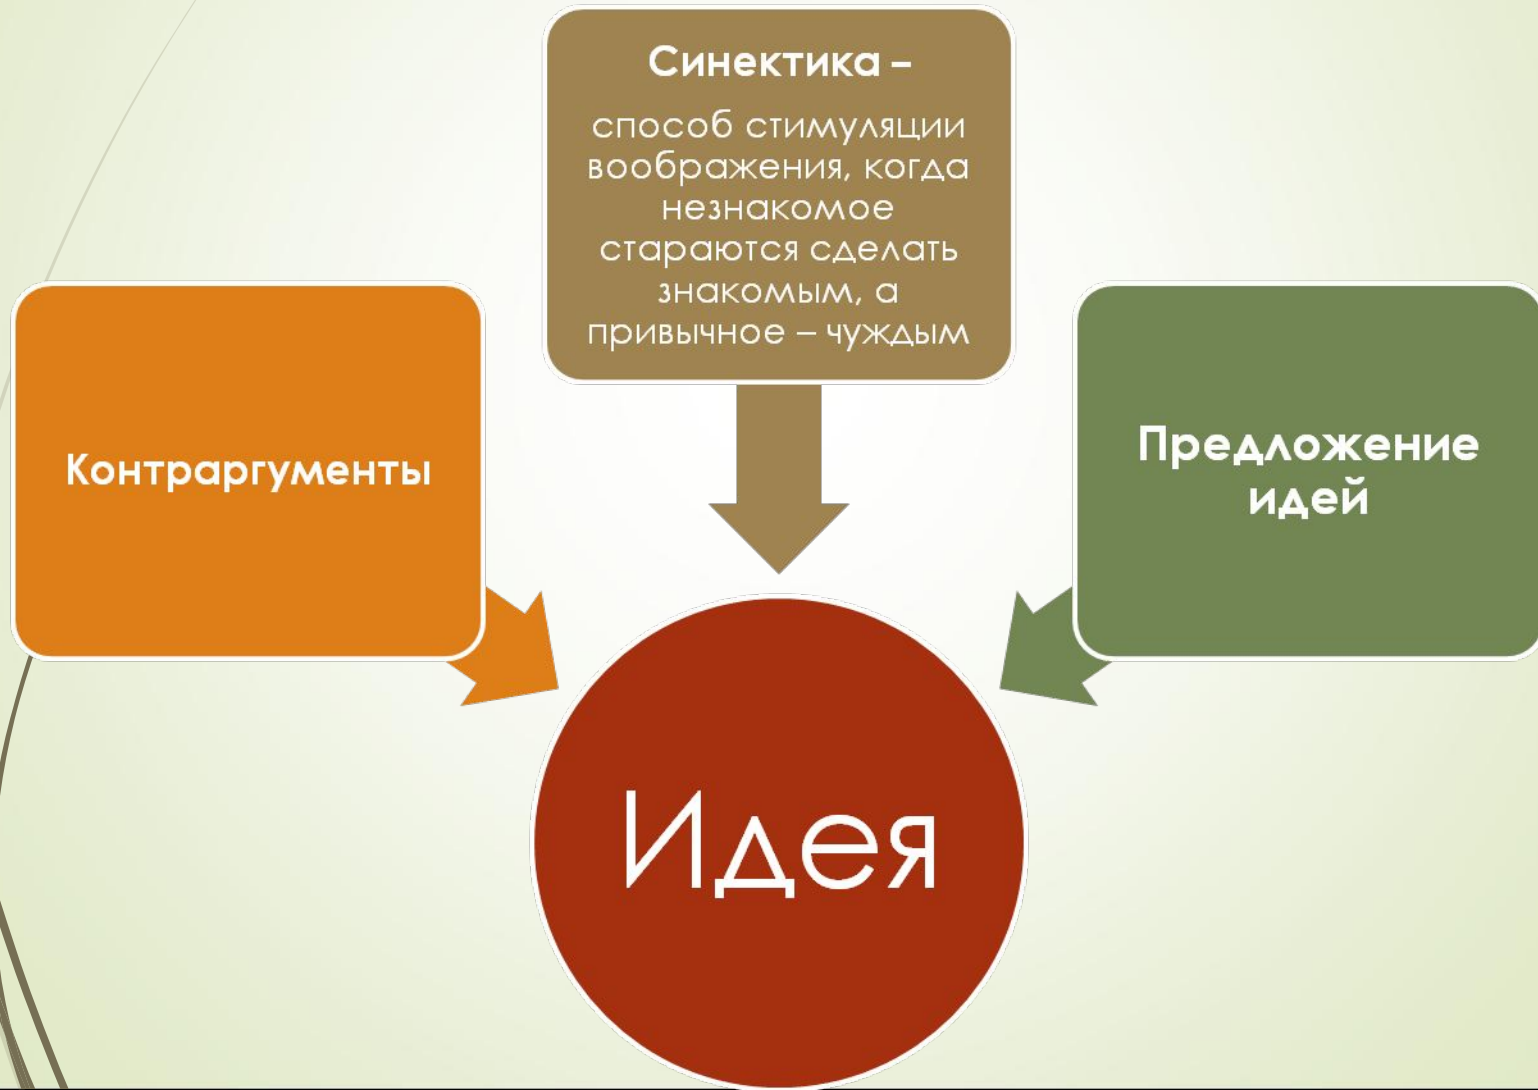 Синектика –
способ стимуляции
воображения, когда
незнакомое
стараются сделать
знакомым, а
привычное – чуждым
Контраргументы
Предложение
идей
Идея